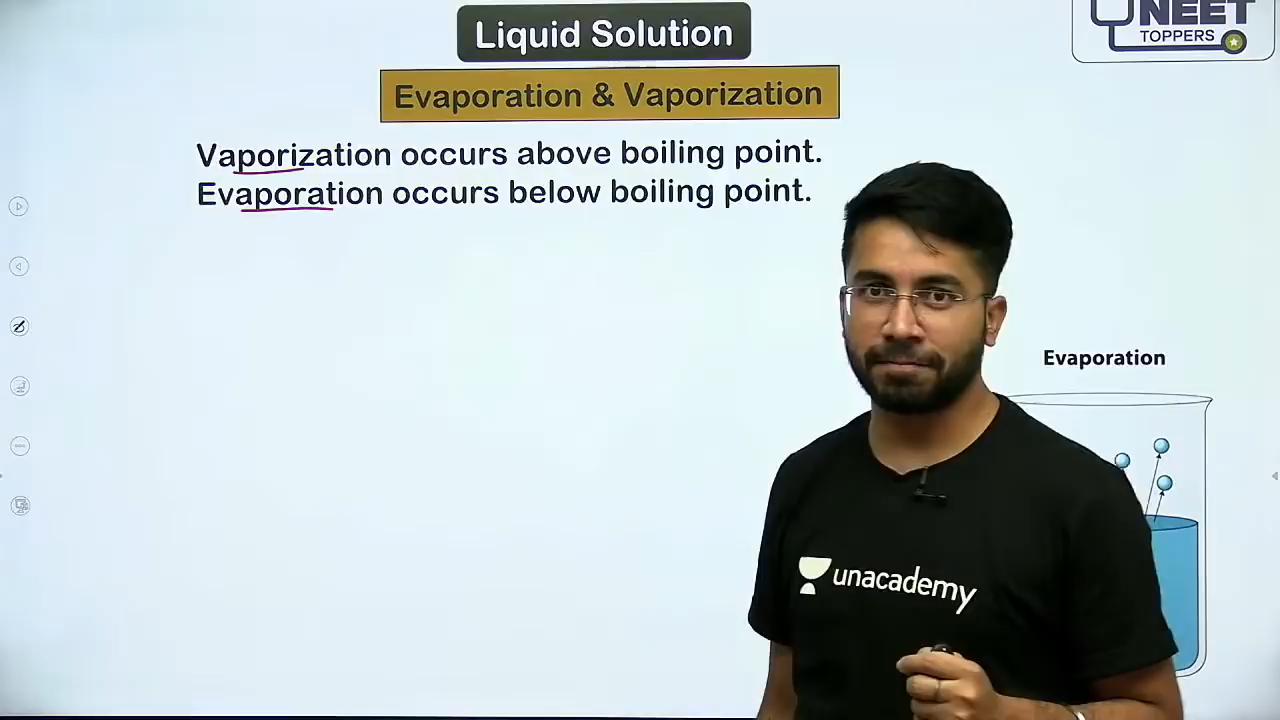 Liquid Solution
NEET
TOPPERS
Evaporation & Vaporization
Vaporization occurs above boiling point.
Evaporation occurs below boiling point.
Evaporation
unacademy